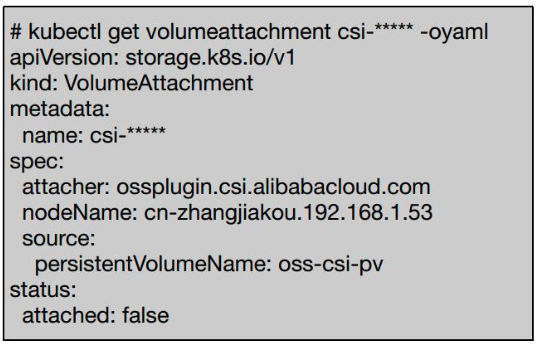 # kubectl get volumeattachment csi-***** -oyaml
apiVersion: storage.k8s.io/v1
kind: VolumeAttachment
metadata:
  name: csi-*****
spec:
  attacher: ossplugin.csi.alibabacloud.com
  nodeName: cn-zhangjiakou.192.168.1.53
  source:
    persistentVolumeName: oss-csi-pv
status:
  attached: false